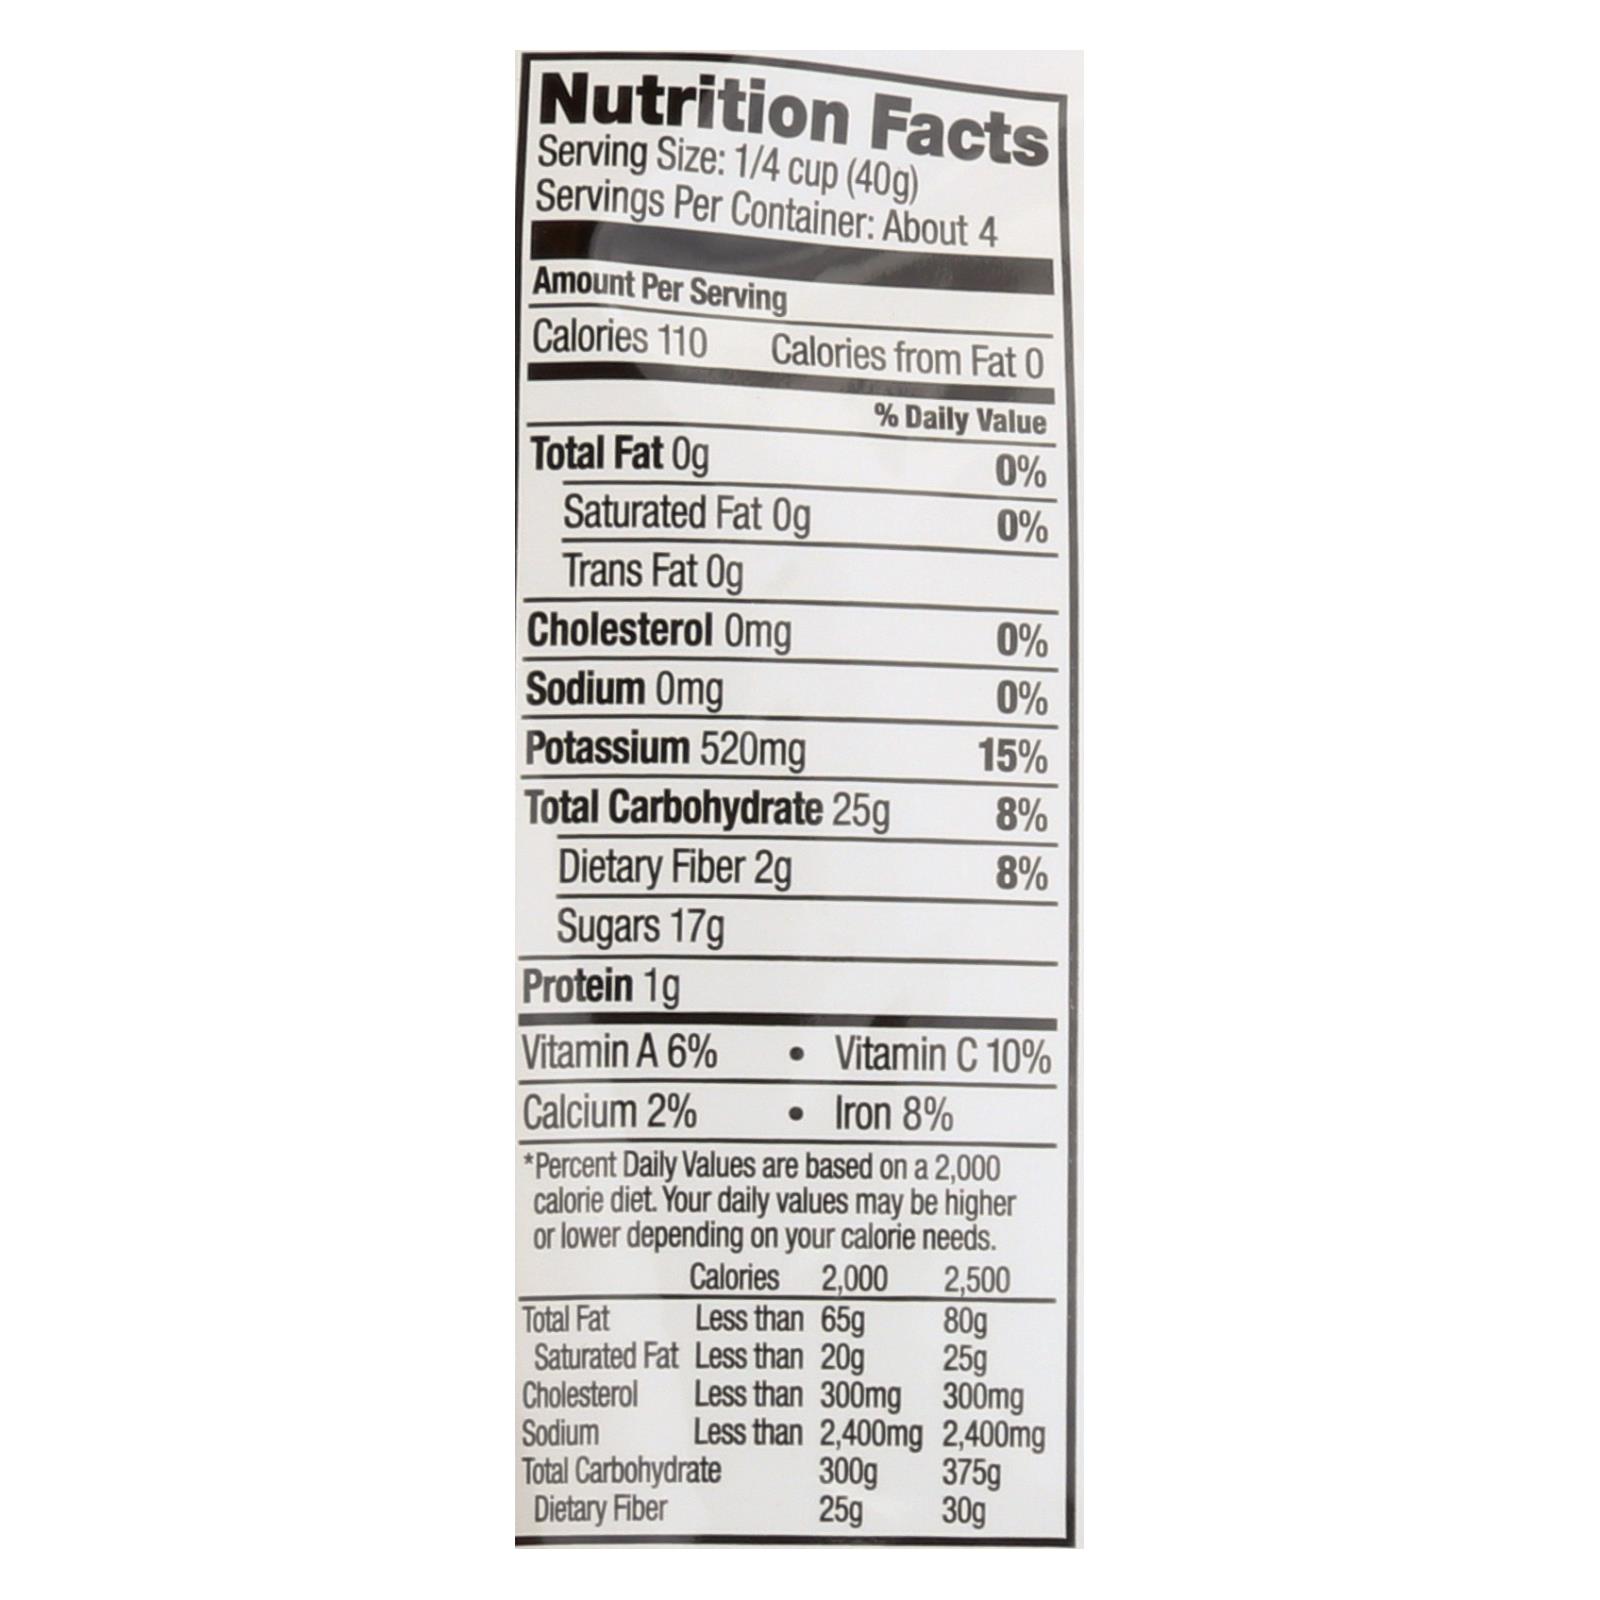 Nutrition Facts
Serving Size: 1/4 cup (40g)
Servings Per Container: About 4
Amount Per Serving
Calories 110 Calories from Fat 0
% Daily Value
Total Fat 0g 0%
Saturated Fat 0g 0%
Trans Fat 0g
Cholesterol 0mg 0%
Sodium 0mg 0%
Potassium 520mg 15%
Total Carbohydrate 25g 8%
Dietary Fiber 2g 8%
Sugars 17g
Protein 1g
Vitamin A 6% • Vitamin C 10%
Calcium 2% • Iron 8%
*Percent Daily Values are based on a 2,000
calorie diet. Your daily values may be higher
or lower depending on your calorie needs.
Calories 2,000 2,500
Total Fat Less than 65g 80g
Saturated Fat Less than 20g 25g
Cholesterol Less than 300mg 300mg
Sodium Less than 2,400mg 2,400mg
Total Carbohydrate 300g 375g
Dietary Fiber 25g 30g